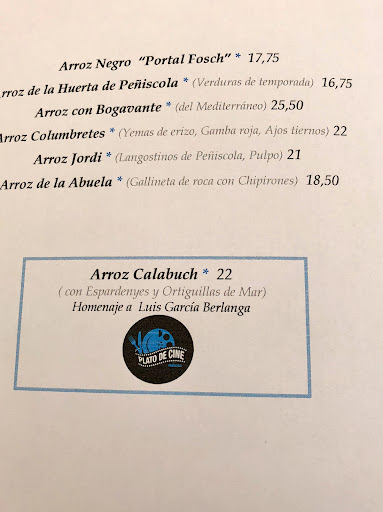 Arroz Negro “Portal Fosch” * 17,75
rroz de la Huerta de Peñiscola * (Verduras de temporada) 16,75
Arroz con Bogavante * (del Mediterráneo) 25,50
Arroz Columbretes * (Yemas de erizo, Gamba roja, Ajos tiernos) 22
Arroz Jordi * (Langostinos de Peñiscola, Pulpo) 21
Arroz de la Abuela * (Gallineta de roca con Chipirones) 18,50
Arroz Calabuch * 22
( con Espardenyes y Ortiguillas de Mar)
Homenaje a Luis García Berlanga
PLATO DE CINE